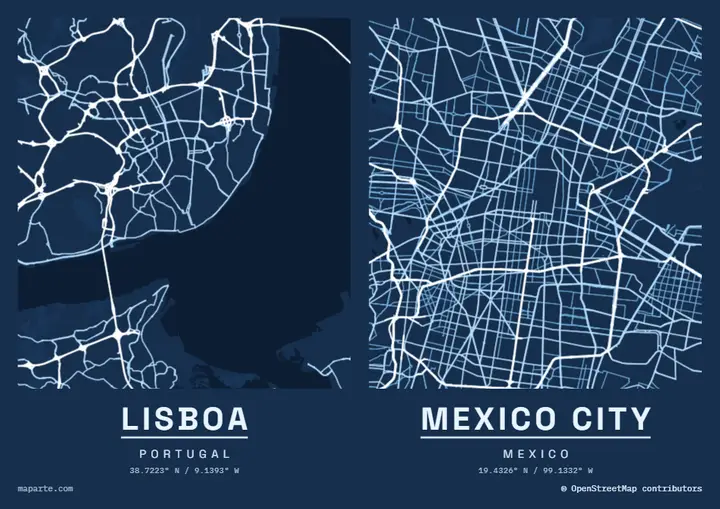 LISBOA
PORTUGAL
38.7223° N / 9.1393° W
MEXICO CITY
MEXICO
19.4326° N / 99.1332° W
maparte.com
© OpenStreetMap contributors